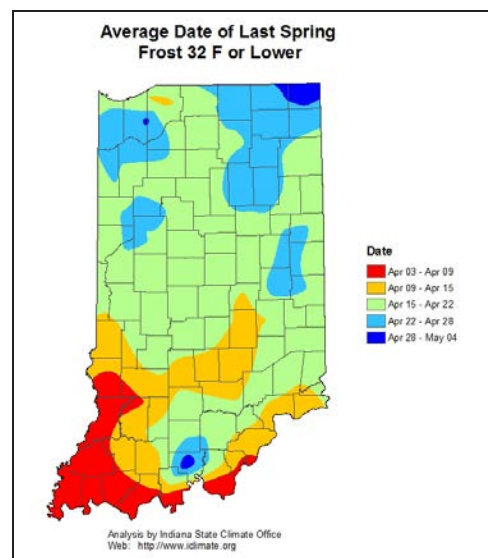 Average Date of Last Spring
Frost 32 F or Lower
Date
Apr 03 - Apr 09
Apr 09 - Apr 15
Apr 15 - Apr 22
Apr 22 - Apr 28
Apr 28 - May 04
Analysis by Indiana State Climate Office
Web: http://www.iclimate.org